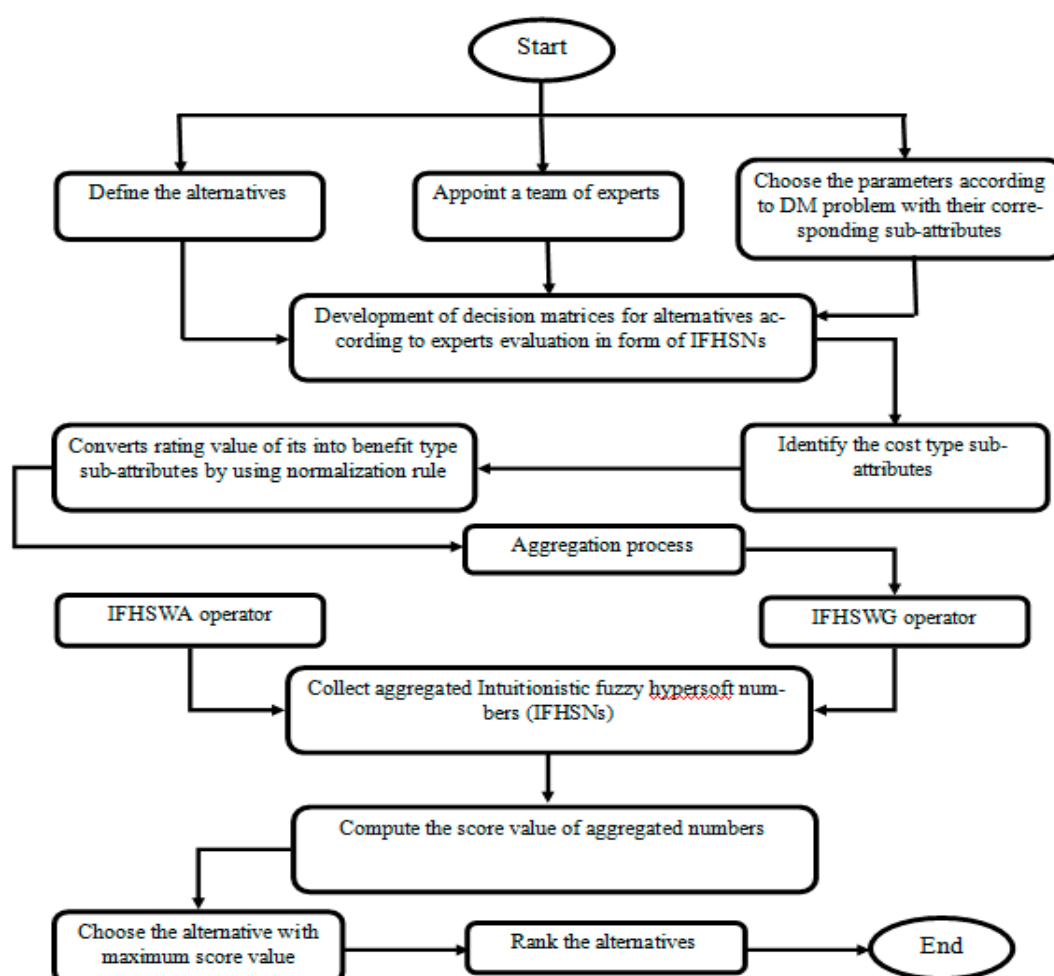 Start
Define the alternatives
Appoint a team of experts
Choose the parameters according
to DM problem with their corre-
sponding sub-attributes
Development of decision matrices for alternatives ac-
cording to experts evaluation in form of IFHSNs
Converts rating value of its into benefit type
sub-attributes by using normalization rule
Identify the cost type sub-
attributes
Aggregation process
IFHSWA operator
IFHSWG operator
Collect aggregated Intuitionistic fuzzy hypersoft num-
bers (IFHSNs)
Compute the score value of aggregated numbers
Choose the alternative with
maximum score value
Rank the alternatives
End